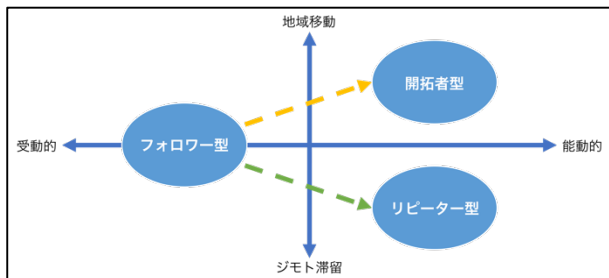 地域移動
開拓者型
受動的
フォロワー型
能動的
リピーター型
ジモト滞留